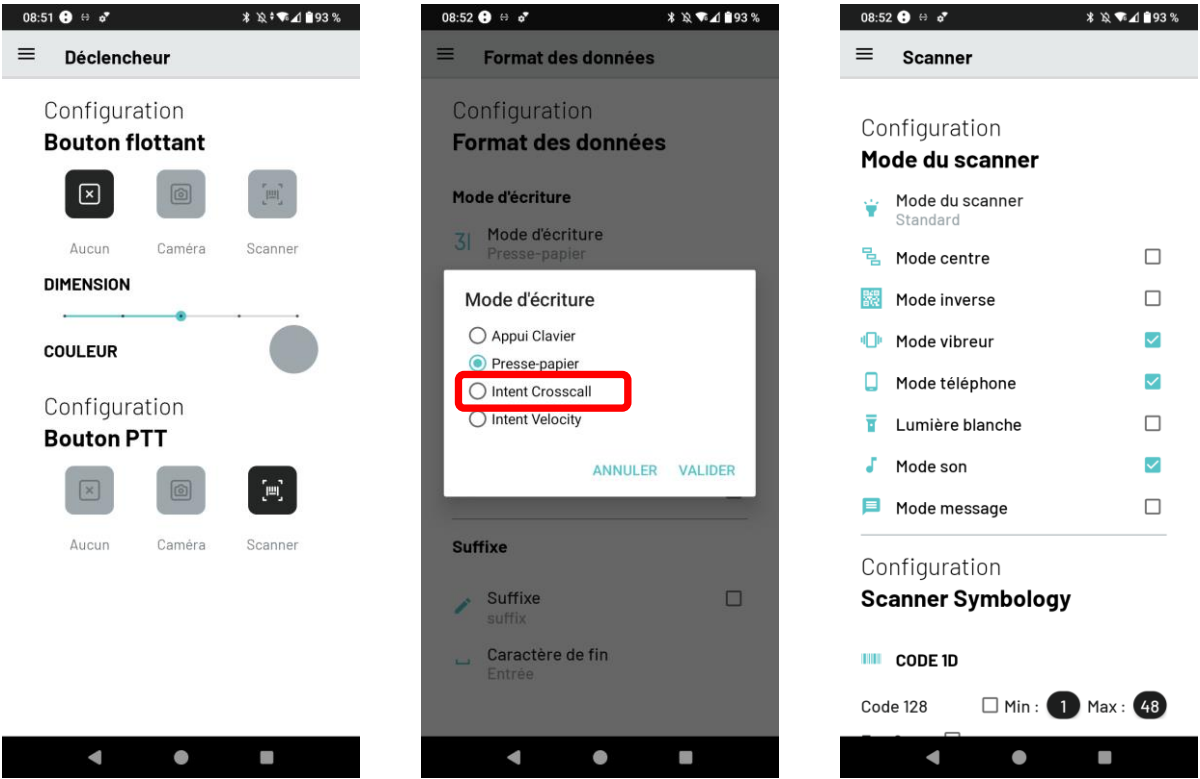 08:51 93 %
Déclencheur
Configuration
Bouton flottant
Aucun Caméra Scanner
DIMENSION
COULEUR
Configuration
Bouton PTT
Aucun Caméra Scanner
08:52 93 %
Format des données
Configuration
Format des données
Mode d'écriture
Mode d'écriture
Presse-papier
Mode d'écriture
Appui Clavier
Presse-papier
Intent Crosscall
Intent Velocity
ANNULER VALIDER
Suffixe
Suffixe
suffix
Caractère de fin
Entrée
08:52 93 %
Scanner
Configuration
Mode du scanner
Mode du scanner
Standard
Mode centre
Mode inverse
Mode vibreur
Mode téléphone
Lumière blanche
Mode son
Mode message
Configuration
Scanner Symbology
CODE 1D
Code 128 Min : 1 Max : 48